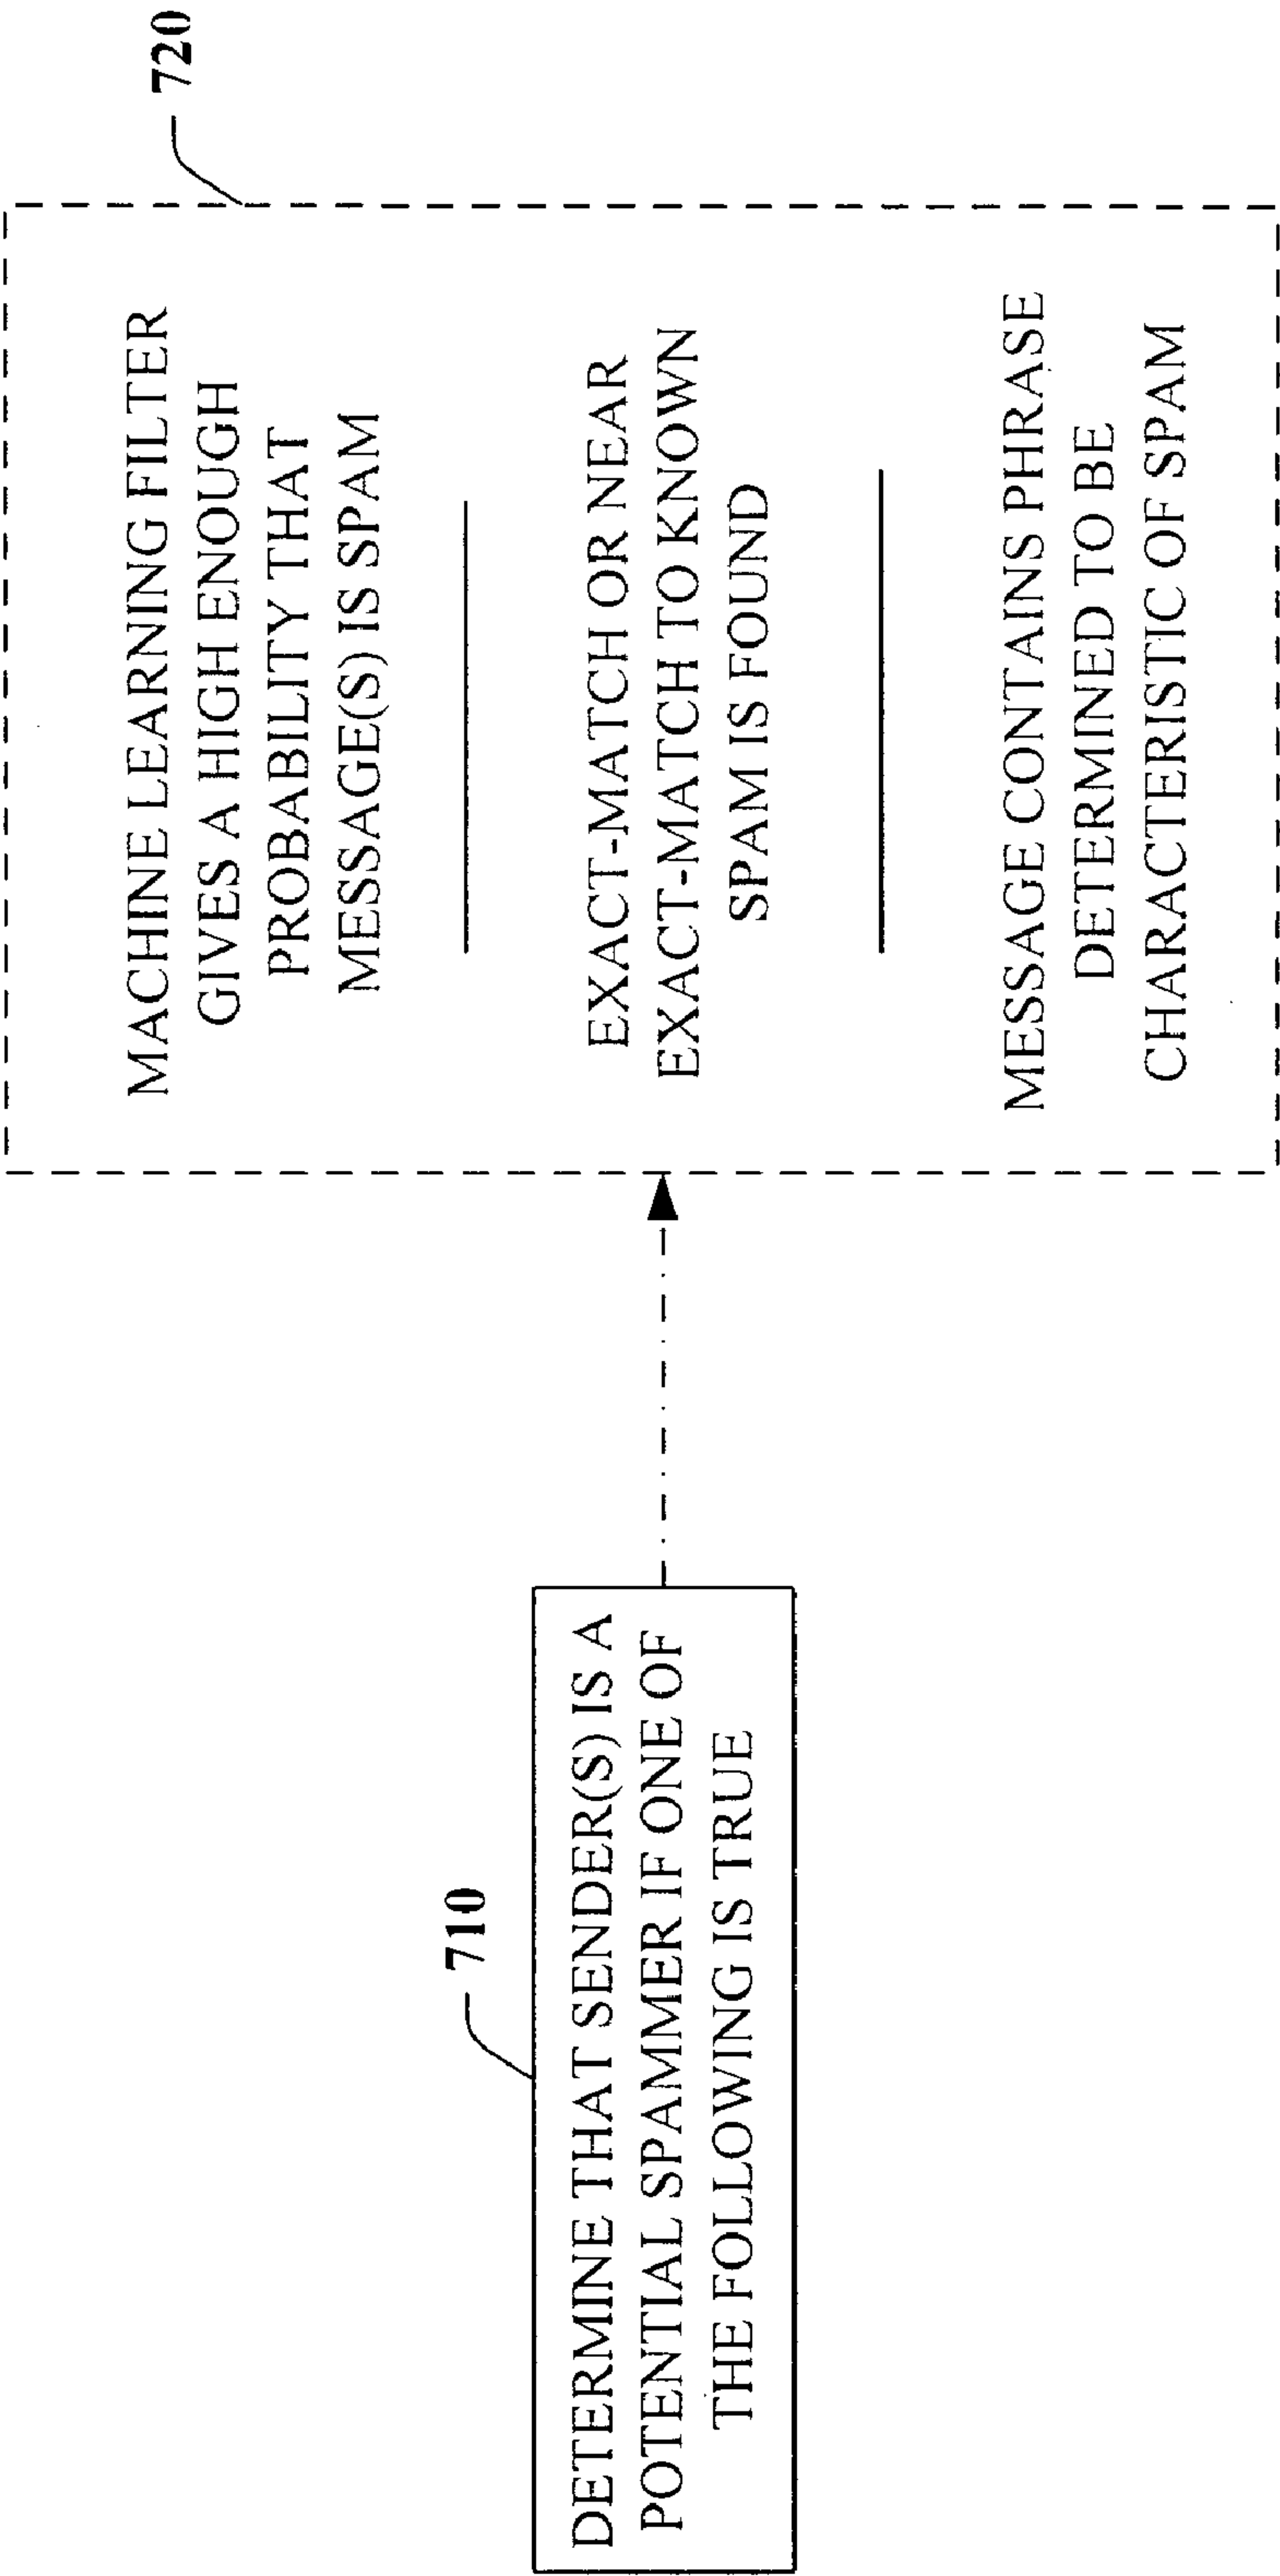 710
DETERMINE THAT SENDER(S) IS A
POTENTIAL SPAMMER IF ONE OF
THE FOLLOWING IS TRUE
720
MACHINE LEARNING FILTER
GIVES A HIGH ENOUGH
PROBABILITY THAT
MESSAGE(S) IS SPAM
EXACT-MATCH OR NEAR
EXACT-MATCH TO KNOWN
SPAM IS FOUND
MESSAGE CONTAINS PHRASE
DETERMINED TO BE
CHARACTERISTIC OF SPAM